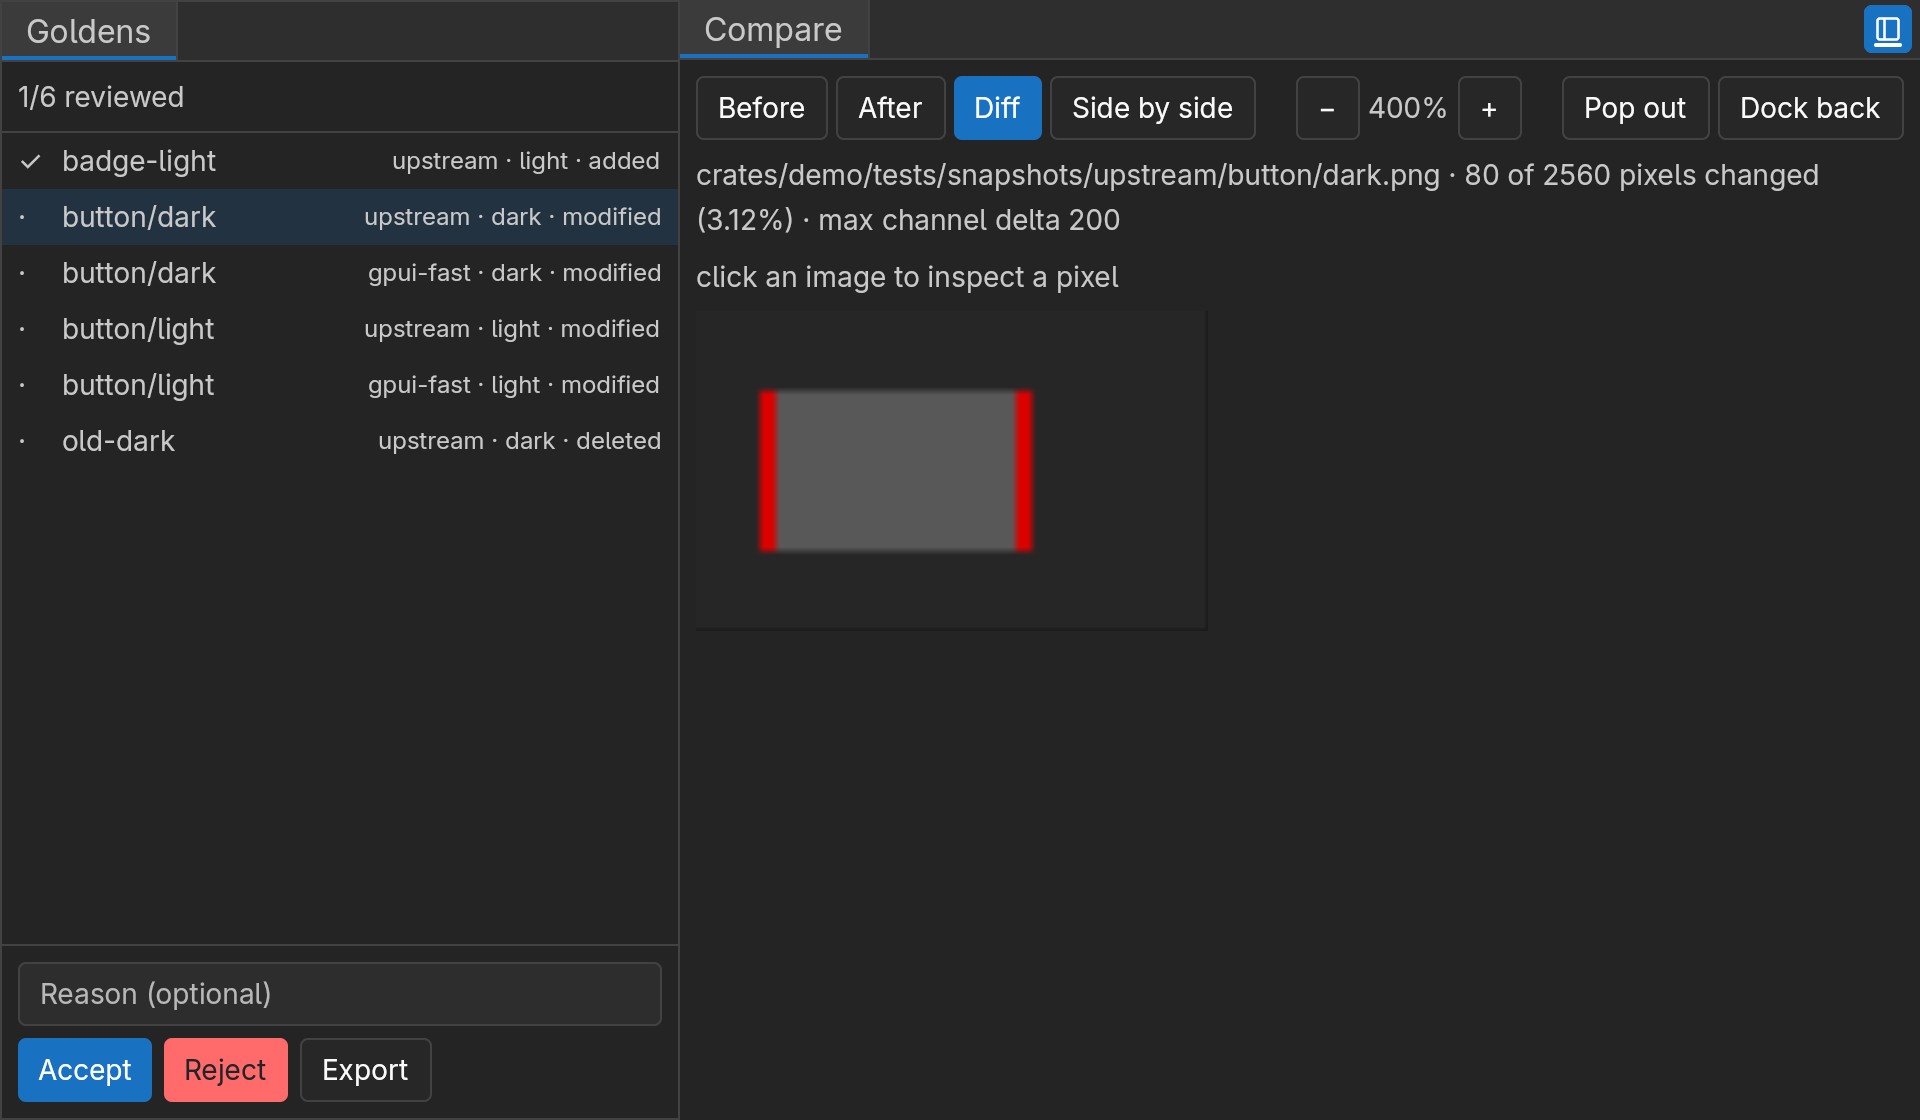 Goldens
1/6 reviewed
✓ badge-light upstream · light · added
· button/dark upstream · dark · modified
· button/dark gpui-fast · dark · modified
· button/light upstream · light · modified
· button/light gpui-fast · light · modified
· old-dark upstream · dark · deleted
Reason (optional)
Accept Reject Export
Compare
Before After Diff Side by side − 400% + Pop out Dock back
crates/demo/tests/snapshots/upstream/button/dark.png · 80 of 2560 pixels changed
(3.12%) · max channel delta 200
click an image to inspect a pixel